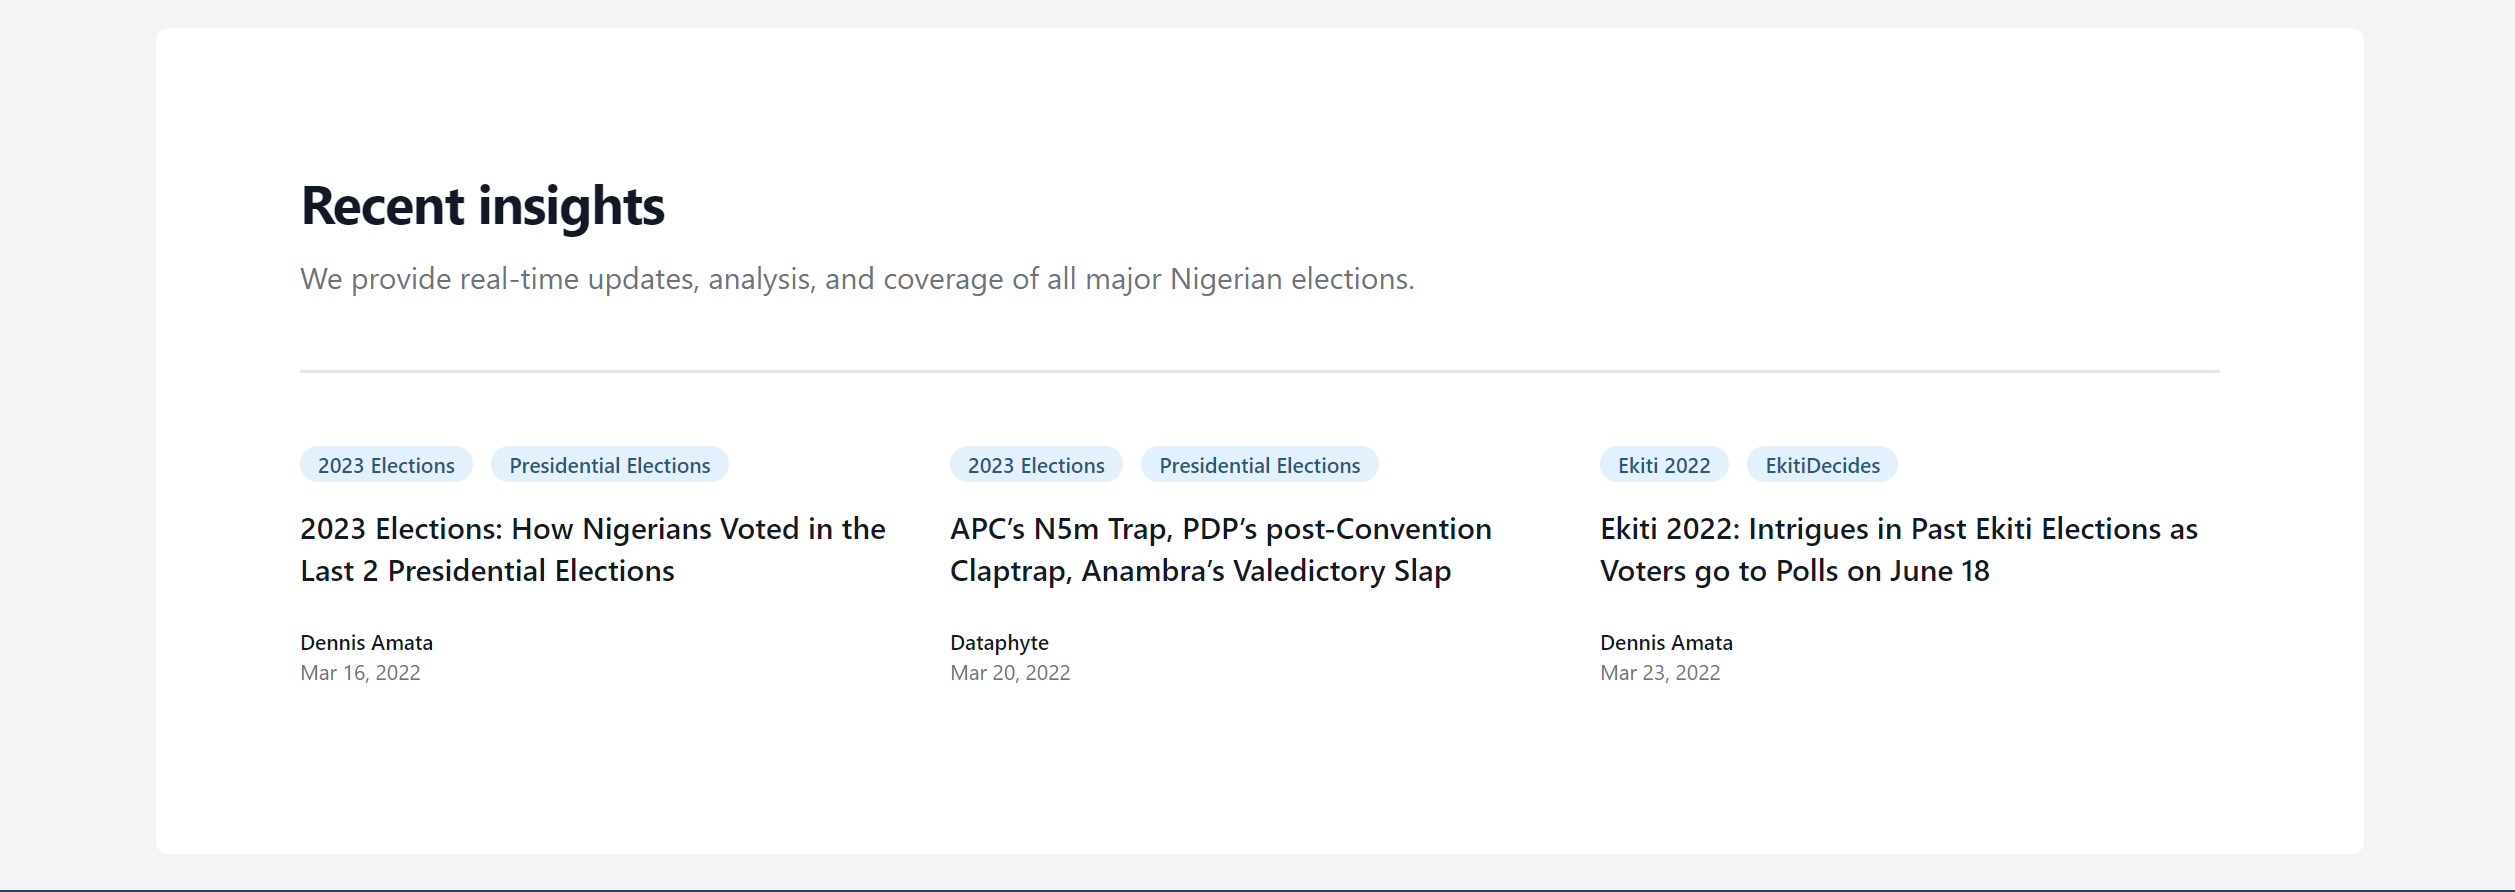 Recent insights
We provide real-time updates, analysis, and coverage of all major Nigerian elections.
2023 Elections
Presidential Elections
2023 Elections: How Nigerians Voted in the
Last 2 Presidential Elections
Dennis Amata
Mar 16, 2022
2023 Elections
Presidential Elections
APC’s N5m Trap, PDP’s post-Convention
Claptrap, Anambra’s Valedictory Slap
Dataphyte
Mar 20, 2022
Ekiti 2022
EkitiDecides
Ekiti 2022: Intrigues in Past Ekiti Elections as
Voters go to Polls on June 18
Dennis Amata
Mar 23, 2022